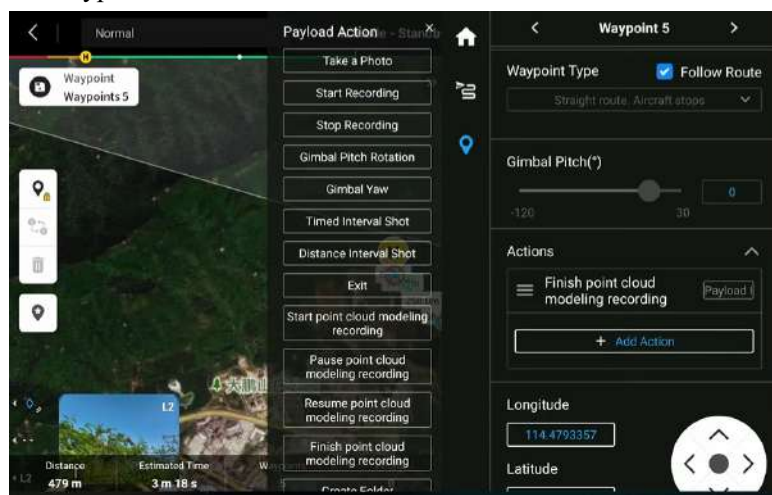 Normal
Waypoint
Waypoints 5
H
Payload Action
×
Take a Photo
Start Recording
Stop Recording
Gimbal Pitch Rotation
Gimbal Yaw
Timed Interval Shot
Distance Interval Shot
Exit
Start point cloud modeling
recording
Pause point cloud
modeling recording
Resume point cloud
modeling recording
Finish point cloud
modeling recording
Create Folder
L2
Distance
479 m
Estimated Time
3 m 18 s
L2
Waypoint 5
Waypoint Type
Follow Route
Straight route. Aircraft stops
Gimbal Pitch(°)
0
-120
30
Actions
Finish point cloud
modeling recording
Payload
+ Add Action
Longitude
114.4793357
Latitude